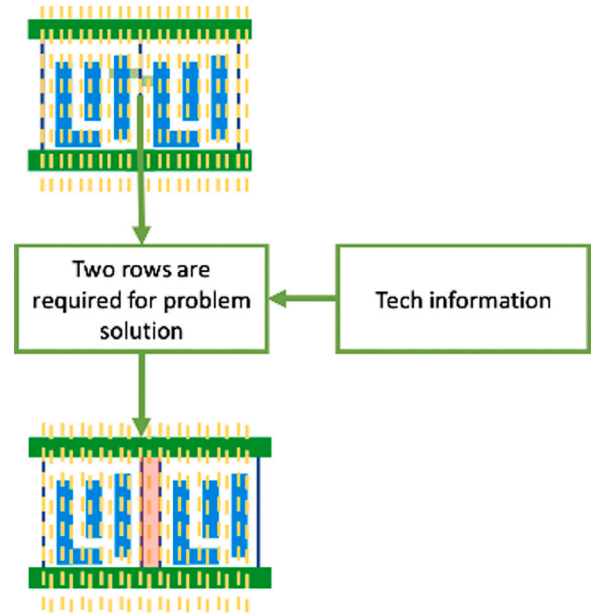 Two rows are
required for problem
solution
Tech information